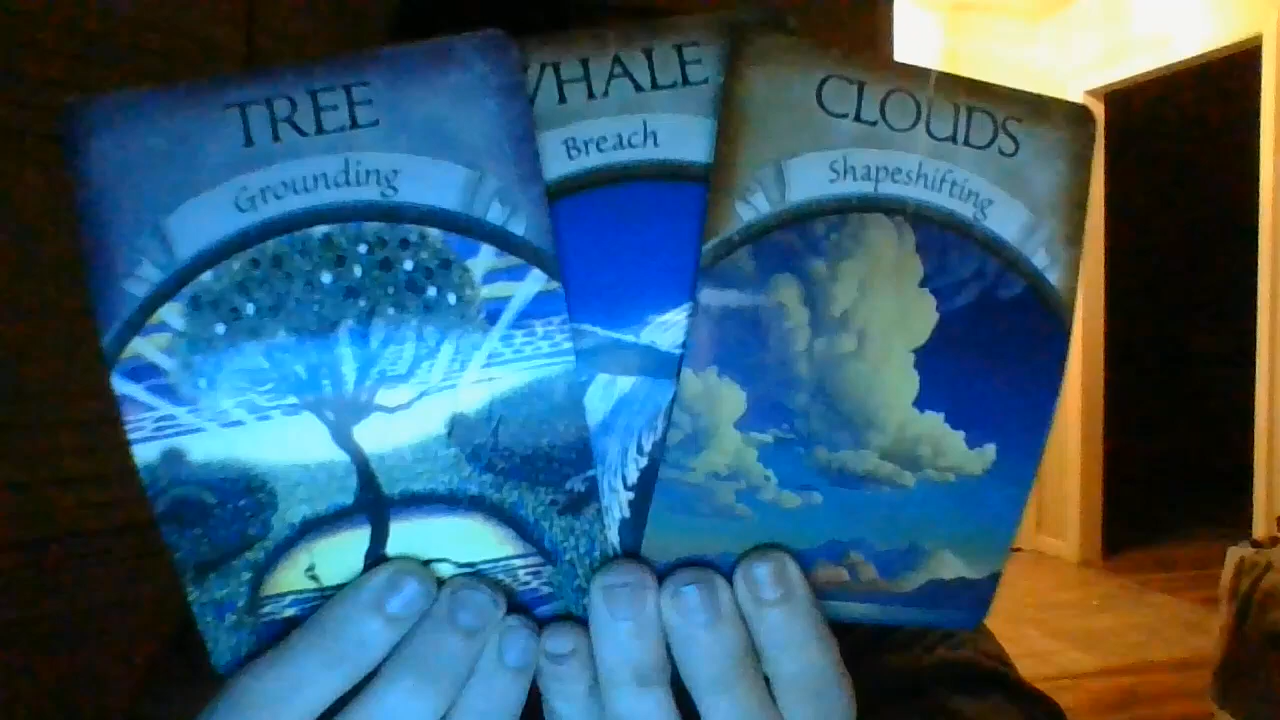 TREE
Grounding
WHALE
Breach
CLOUDS
Shapeshifting